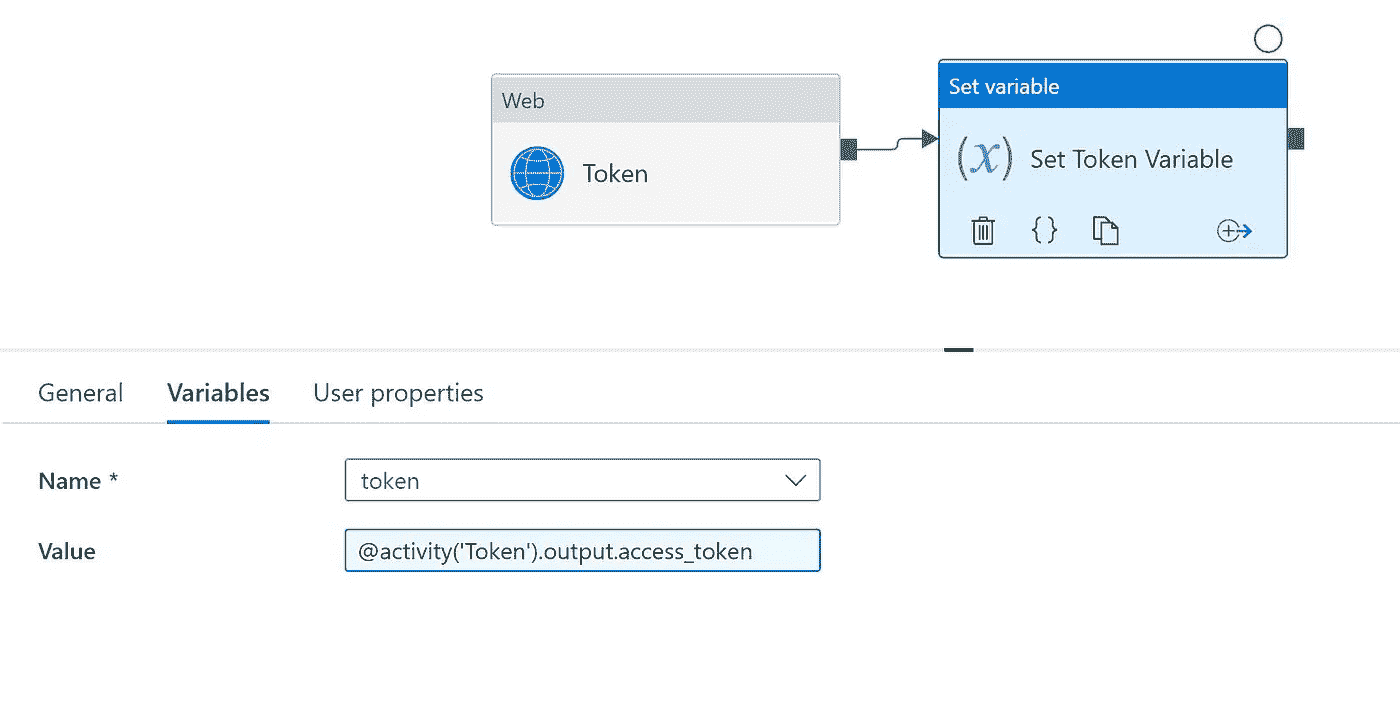 Web
Token
Set variable
(x) Set Token Variable
{}
General Variables User properties
Name *
token
Value
@activity('Token').output.access_token